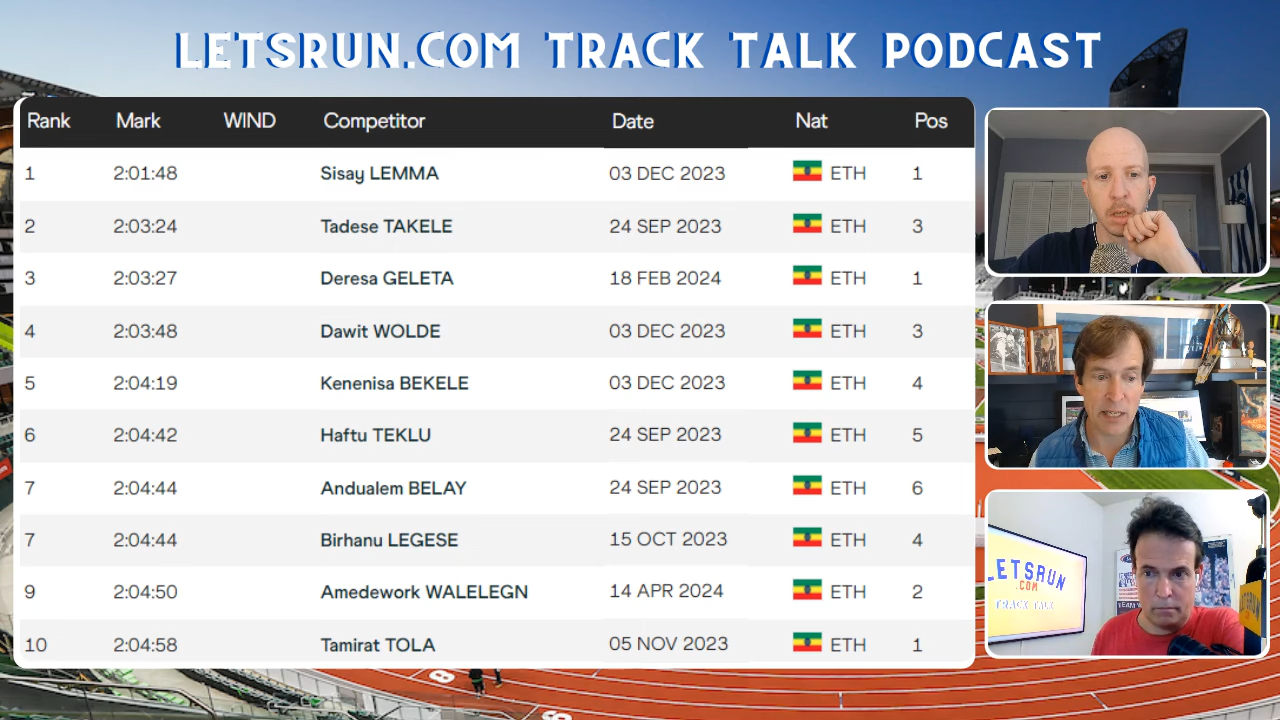 LETSRUN.COM TRACK TALK PODCAST
Rank Mark WIND Competitor Date Nat Pos
1 2:01:48 Sisay LEMMA 03 DEC 2023 ETH 1
2 2:03:24 Tadese TAKELE 24 SEP 2023 ETH 3
3 2:03:27 Deresa GELETA 18 FEB 2024 ETH 1
4 2:03:48 Dawit WOLDE 03 DEC 2023 ETH 3
5 2:04:19 Kenenisa BEKELE 03 DEC 2023 ETH 4
6 2:04:42 Haftu TEKLU 24 SEP 2023 ETH 5
7 2:04:44 Andualem BELAY 24 SEP 2023 ETH 6
7 2:04:44 Birhanu LEGESE 15 OCT 2023 ETH 4
9 2:04:50 Amedework WALELEGN 14 APR 2024 ETH 2
10 2:04:58 Tamirat TOLA 05 NOV 2023 ETH 1
LETSRUN
.COM
TRACK TALK
TEAM
8